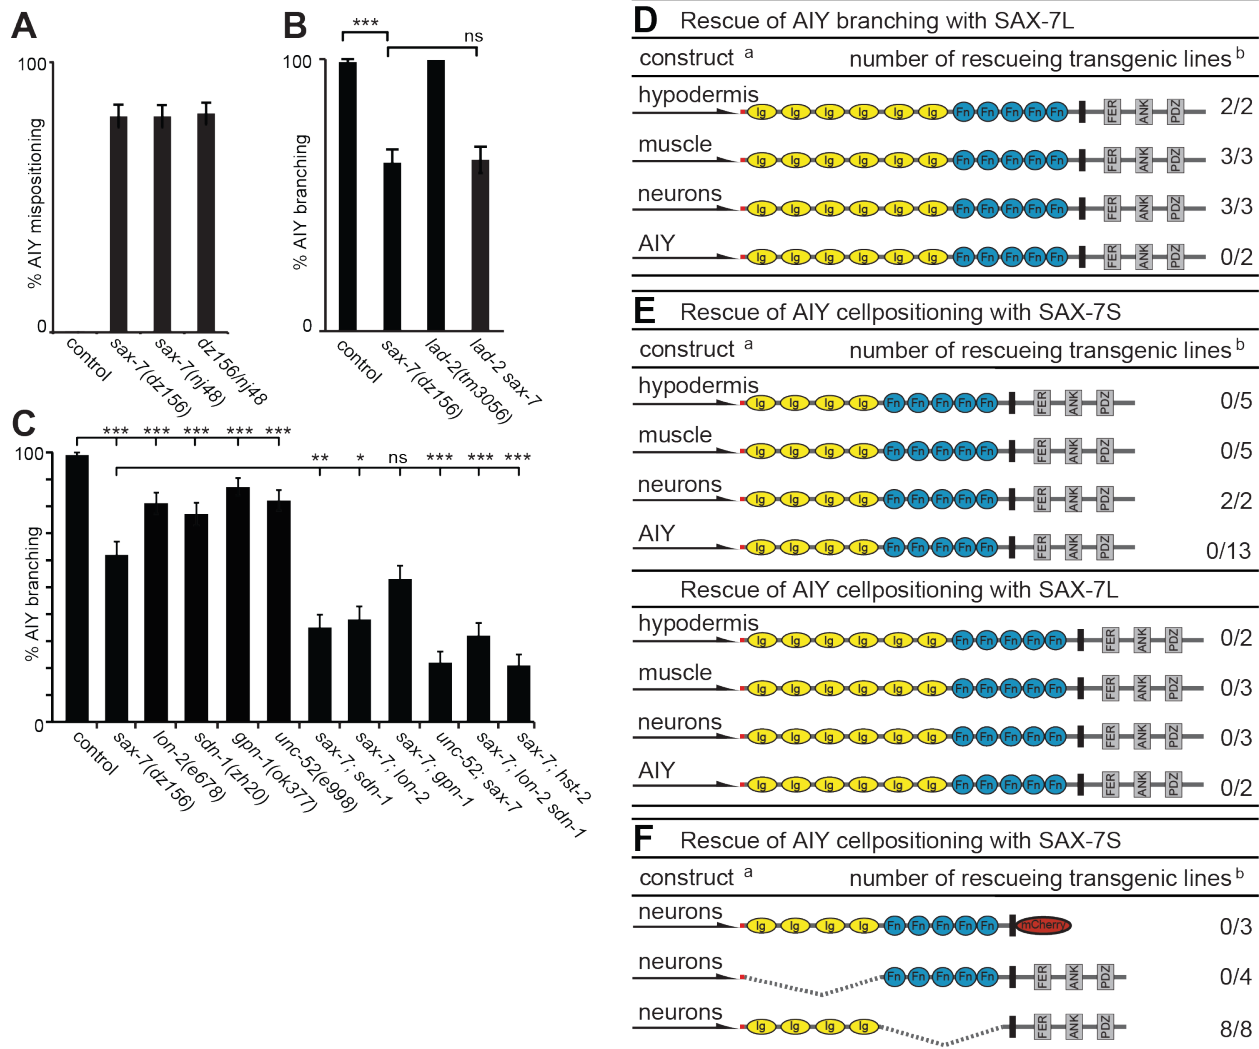 A
100
0
% AIY mispositioning
control
sax-7(dz156)
sax-7(nj48)
dz156/nj48
B
***
ns
100
0
% AIY branching
control
sax-7(dz156)
lad-2(tm3056)
lad-2 sax-7
C
*** *** *** *** ***
** * ns *** *** ***
100
0
% AIY branching
control
sax-7(dz156)
lon-2(e678)
sdn-1(zh20)
gpn-1(ok377)
unc-52(e998)
sax-7; sdn-1
sax-7; lon-2
sax-7; gpn-1
unc-52; sax-7
sax-7; lon-2 sdn-1
sax-7; hst-2
D Rescue of AIY branching with SAX-7L
construct a number of rescueing transgenic lines b
hypodermis Ig Ig Ig Ig Ig Ig Fn Fn Fn Fn Fn FER ANK PDZ 2/2
muscle Ig Ig Ig Ig Ig Ig Fn Fn Fn Fn Fn FER ANK PDZ 3/3
neurons Ig Ig Ig Ig Ig Ig Fn Fn Fn Fn Fn FER ANK PDZ 3/3
AIY Ig Ig Ig Ig Ig Ig Fn Fn Fn Fn Fn FER ANK PDZ 0/2
E Rescue of AIY cellpositioning with SAX-7S
construct a number of rescueing transgenic lines b
hypodermis Ig Ig Ig Ig Fn Fn Fn Fn Fn FER ANK PDZ 0/5
muscle Ig Ig Ig Ig Fn Fn Fn Fn Fn FER ANK PDZ 0/5
neurons Ig Ig Ig Ig Fn Fn Fn Fn Fn FER ANK PDZ 2/2
AIY Ig Ig Ig Ig Fn Fn Fn Fn Fn FER ANK PDZ 0/13
Rescue of AIY cellpositioning with SAX-7L
hypodermis Ig Ig Ig Ig Ig Ig Fn Fn Fn Fn Fn FER ANK PDZ 0/2
muscle Ig Ig Ig Ig Ig Ig Fn Fn Fn Fn Fn FER ANK PDZ 0/3
neurons Ig Ig Ig Ig Ig Ig Fn Fn Fn Fn Fn FER ANK PDZ 0/3
AIY Ig Ig Ig Ig Ig Ig Fn Fn Fn Fn Fn FER ANK PDZ 0/2
F Rescue of AIY cellpositioning with SAX-7S
construct a number of rescueing transgenic lines b
neurons Ig Ig Ig Ig Fn Fn Fn Fn Fn mCherry 0/3
neurons Fn Fn Fn Fn Fn FER ANK PDZ 0/4
neurons Ig Ig Ig Ig FER ANK PDZ 8/8